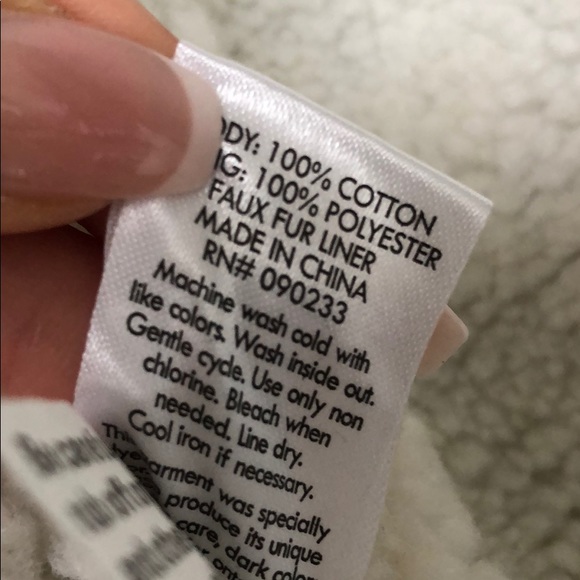 ODY: 100% COTTON
NG: 100% POLYESTER
FAUX FUR LINER
MADE IN CHINA
RN# 090233
Machine wash cold with
like colors. Wash inside out.
Gentle cycle. Use only non
chlorine. Bleach when
needed. Line dry.
Cool iron if necessary.
garment was specially
produce its unique
care, dark